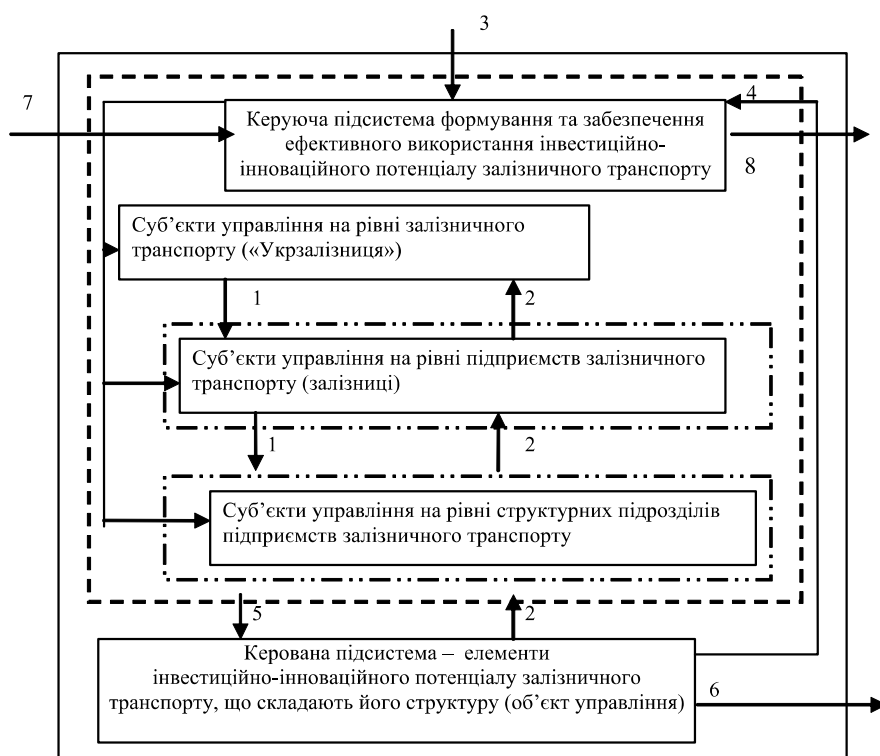 3
7
4
Керуюча підсистема формування та забезпечення
ефективного використання інвестиційно-
інноваційного потенціалу залізничного транспорту
8
Суб’єкти управління на рівні залізничного
транспорту («Укрзалізниця»)
1
2
Суб’єкти управління на рівні підприємств залізничного
транспорту (залізниці)
1
2
Суб’єкти управління на рівні структурних підрозділів
підприємств залізничного транспорту
5
2
Керована підсистема – елементи
інвестиційно-інноваційного потенціалу залізничного
транспорту, що складають його структуру (об’єкт управління)
6